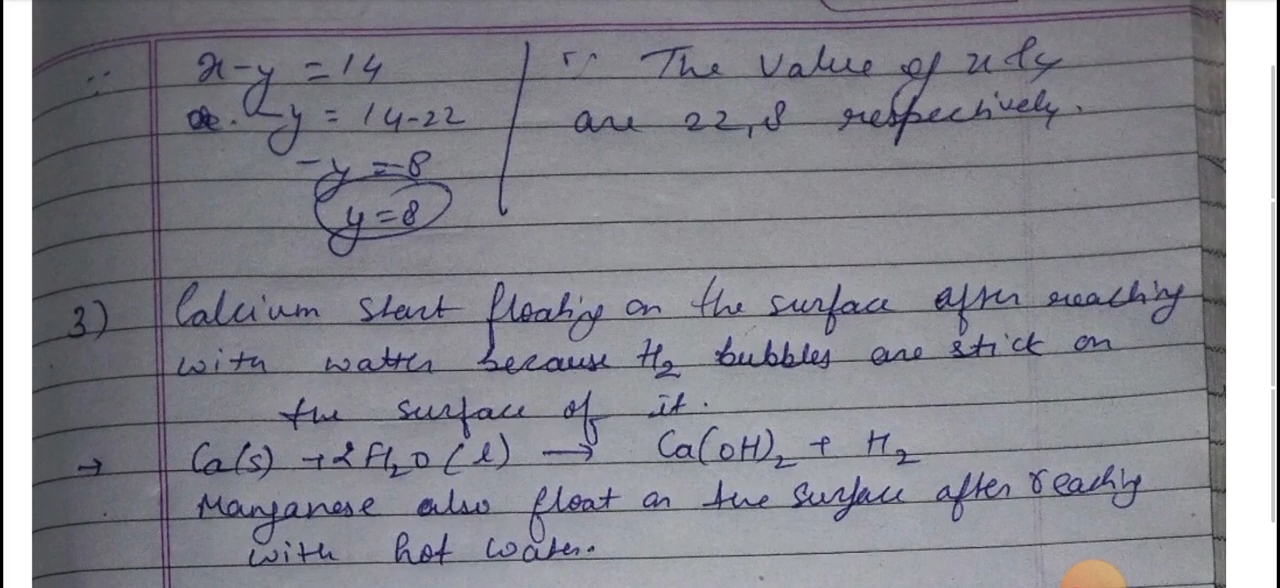 ∴ x-y = 14
-y = 14-22
-y = -8
y = 8
∵ The value of x & y
are 22, 8 respectively.
3) Calcium start floating on the surface after reacting
with watter because H₂ bubbles are stick on
the surface of it.
→ Ca(s) + 2H₂O(l) → Ca(OH)₂ + H₂
Manganese also float on the surface after reactig
with hot water.